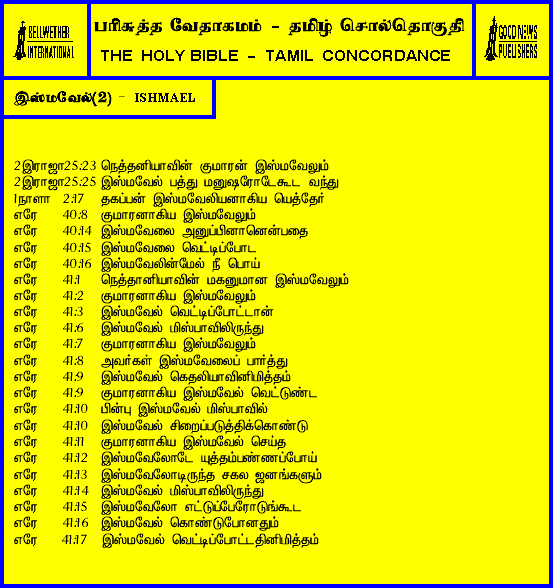 BELLWETHER
INTERNATIONAL
பரிசுத்த வேதாகமம் - தமிழ் சொல்தொகுதி
THE HOLY BIBLE - TAMIL CONCORDANCE
GOOD NEWS
PUBLISHERS
இஸ்மவேல்(2) - ISHMAEL
2இராஜா25:23 நெத்தனியாவின் குமாரன் இஸ்மவேலும்
2இராஜா25:25 இஸ்மவேல் பத்து மனுஷரோடேகூட வந்து
1நாளா 2:17 தகப்பன் இஸ்மவேலியனாகிய யெத்தேர்
எரே 40:8 குமாரனாகிய இஸ்மவேலும்
எரே 40:14 இஸ்மவேலை அனுப்பினானென்பதை
எரே 40:15 இஸ்மவேலை வெட்டிப்போட
எரே 40:16 இஸ்மவேலின்மேல் நீ பொய்
எரே 41:1 நெத்தானியாவின் மகனுமான இஸ்மவேலும்
எரே 41:2 குமாரனாகிய இஸ்மவேலும்
எரே 41:3 இஸ்மவேல் வெட்டிப்போட்டான்
எரே 41:6 இஸ்மவேல் மிஸ்பாவிலிருந்து
எரே 41:7 குமாரனாகிய இஸ்மவேலும்
எரே 41:8 அவர்கள் இஸ்மவேலைப் பார்த்து
எரே 41:9 இஸ்மவேல் கெதலியாவினிமித்தம்
எரே 41:9 குமாரனாகிய இஸ்மவேல் வெட்டுண்ட
எரே 41:10 பின்பு இஸ்மவேல் மிஸ்பாவில்
எரே 41:10 இஸ்மவேல் சிறைப்படுத்திக்கொண்டு
எரே 41:11 குமாரனாகிய இஸ்மவேல் செய்த
எரே 41:12 இஸ்மவேலோடே யுத்தம்பண்ணப்போய்
எரே 41:13 இஸ்மவேலோடிருந்த சகல ஜனங்களும்
எரே 41:14 இஸ்மவேல் மிஸ்பாவிலிருந்து
எரே 41:15 இஸ்மவேலோ எட்டுப்பேரோடுங்கூட
எரே 41:16 இஸ்மவேல் கொண்டுபோனதும்
எரே 41:17 இஸ்மவேல் வெட்டிப்போட்டதினிமித்தம்